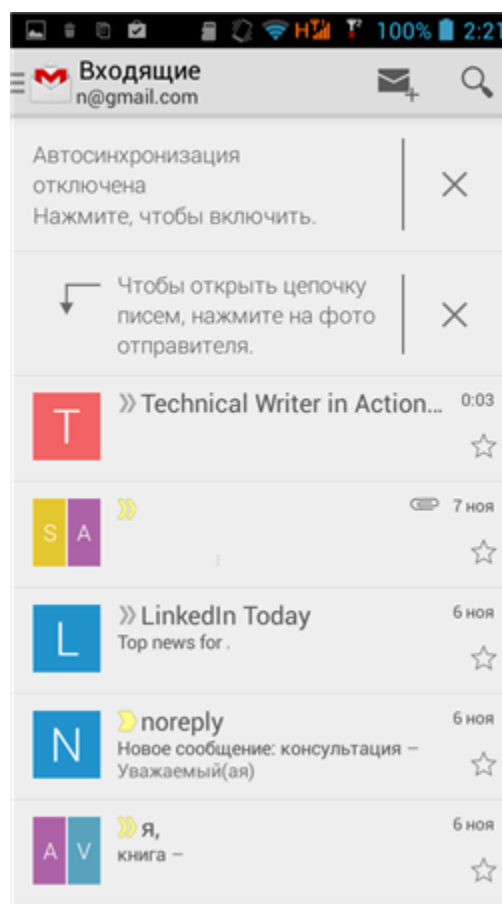 H 100% 2:21
Входящие
n@gmail.com
Автосинхронизация
отключена
Нажмите, чтобы включить.
Чтобы открыть цепочку
писем, нажмите на фото
отправителя.
T Technical Writer in Action... 0:03
S A 7 ноя
L LinkedIn Today 6 ноя
Top news for .
N noreply 6 ноя
Новое сообщение: консультация –
Уважаемый(ая)
A V я, 6 ноя
книга –